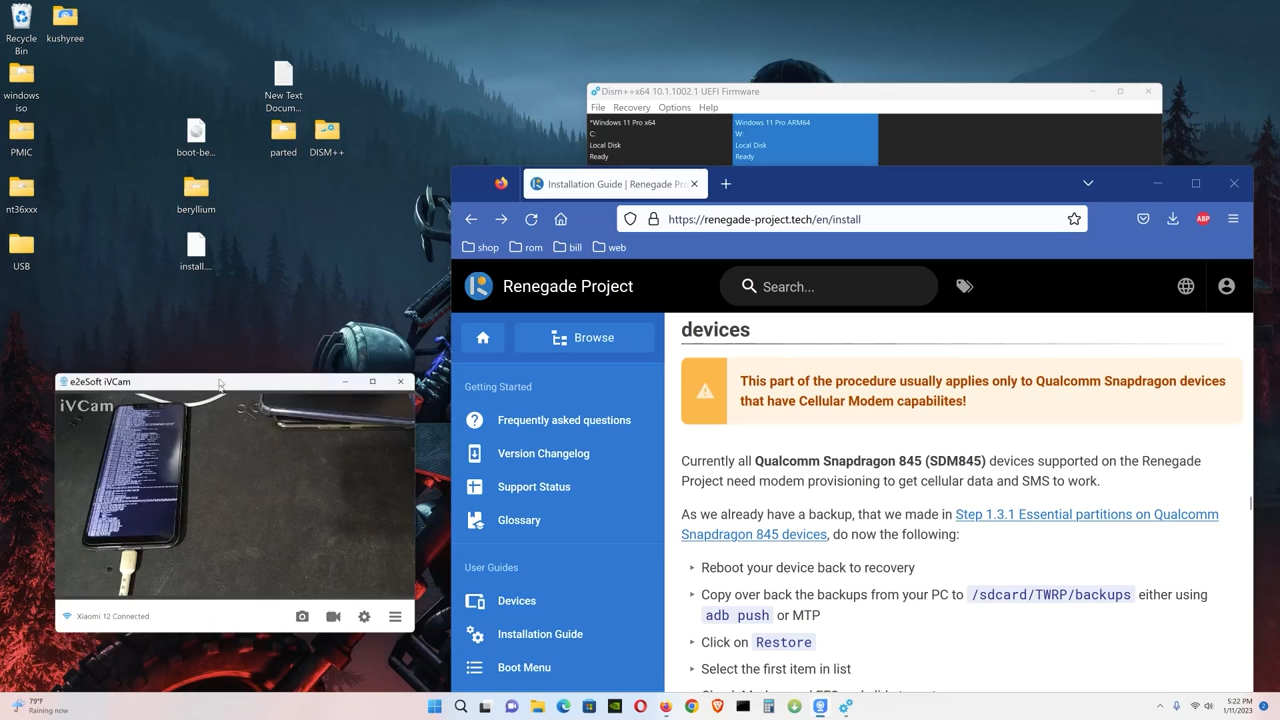 Recycle
Bin
kushyree
windows
iso
New Text
Docum...
PMIC
boot-be...
parted
DISM++
nt36xxx
beryllium
USB
install....
Dism++x64 10.1.1002.1 UEFI Firmware
File Recovery Options Help
*Windows 11 Pro x64
C:
Local Disk
Ready
Windows 11 Pro ARM64
W:
Local Disk
Ready
Installation Guide | Renegade Pro
https://renegade-project.tech/en/install
ABP
shop rom bill web
Renegade Project
Search...
Browse
Getting Started
Frequently asked questions
Version Changelog
Support Status
Glossary
User Guides
Devices
Installation Guide
Boot Menu
devices
This part of the procedure usually applies only to Qualcomm Snapdragon devices
that have Cellular Modem capabilites!
Currently all Qualcomm Snapdragon 845 (SDM845) devices supported on the Renegade
Project need modem provisioning to get cellular data and SMS to work.
As we already have a backup, that we made in Step 1.3.1 Essential partitions on Qualcomm
Snapdragon 845 devices, do now the following:
Reboot your device back to recovery
Copy over back the backups from your PC to /sdcard/TWRP/backups either using
adb push or MTP
Click on Restore
Select the first item in list
e2eSoft iVCam
iVCam
Xiaomi 12 Connected
79°F
Raining now
5:22 PM
1/11/2023
2